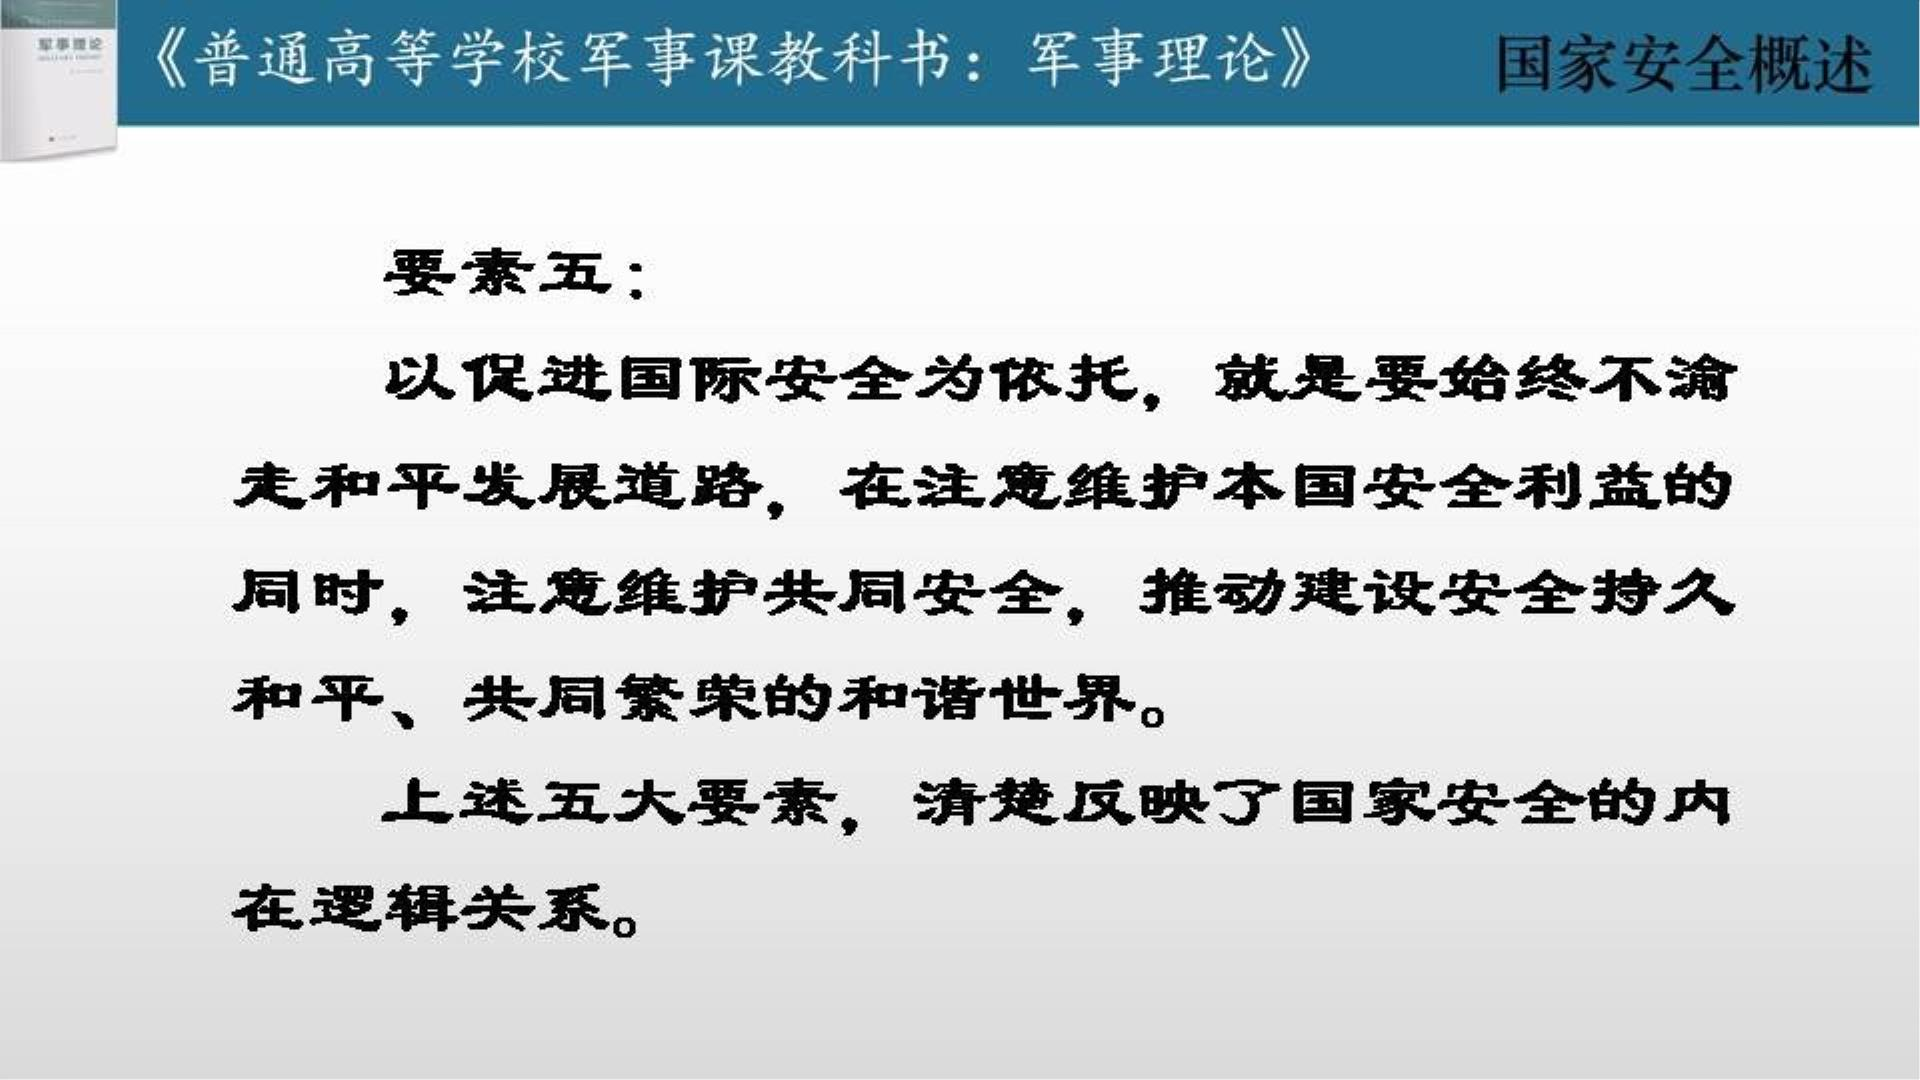 军事理论
《普通高等学校军事课教科书：军事理论》
国家安全概述
要素五：
以促进国际安全为依托，就是要始终不渝
走和平发展道路，在注意维护本国安全利益的
同时，注意维护共同安全，推动建设安全持久
和平、共同繁荣的和谐世界。
上述五大要素，清楚反映了国家安全的内
在逻辑关系。